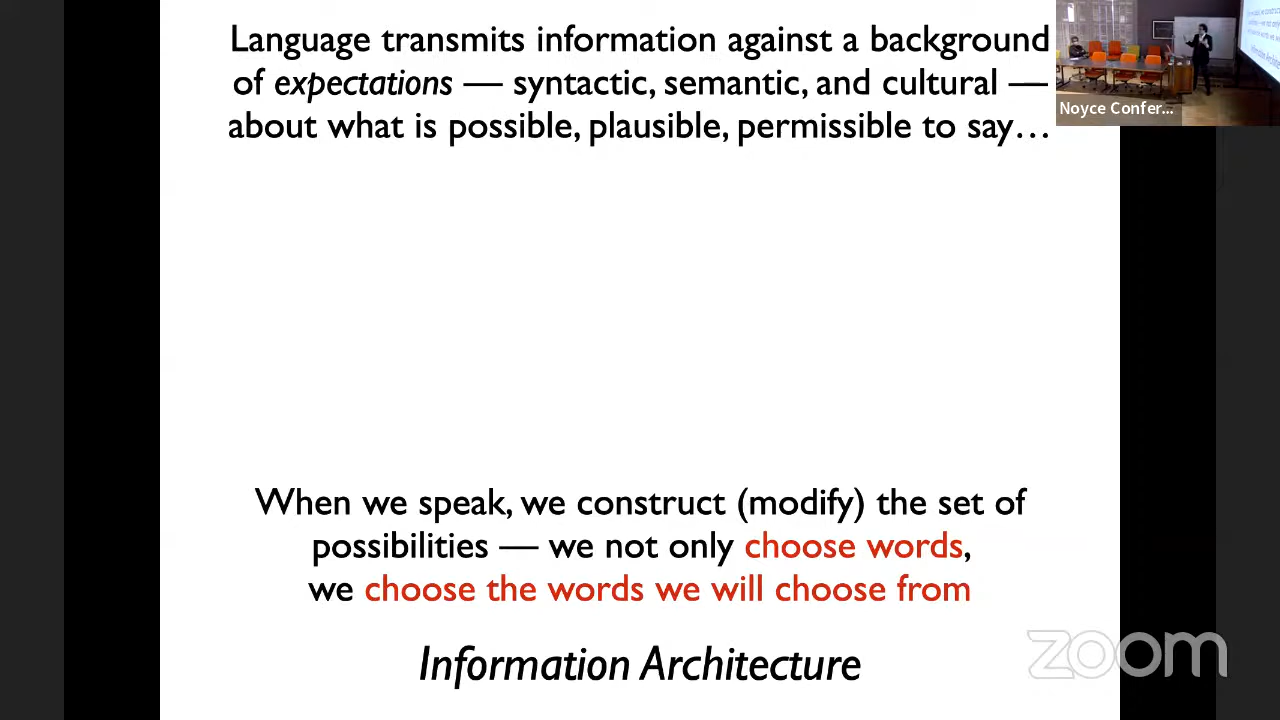 Language transmits information against a background
of expectations — syntactic, semantic, and cultural —
about what is possible, plausible, permissible to say…
Noyce Confer...
When we speak, we construct (modify) the set of
possibilities — we not only choose words,
we choose the words we will choose from
Information Architecture
zoom